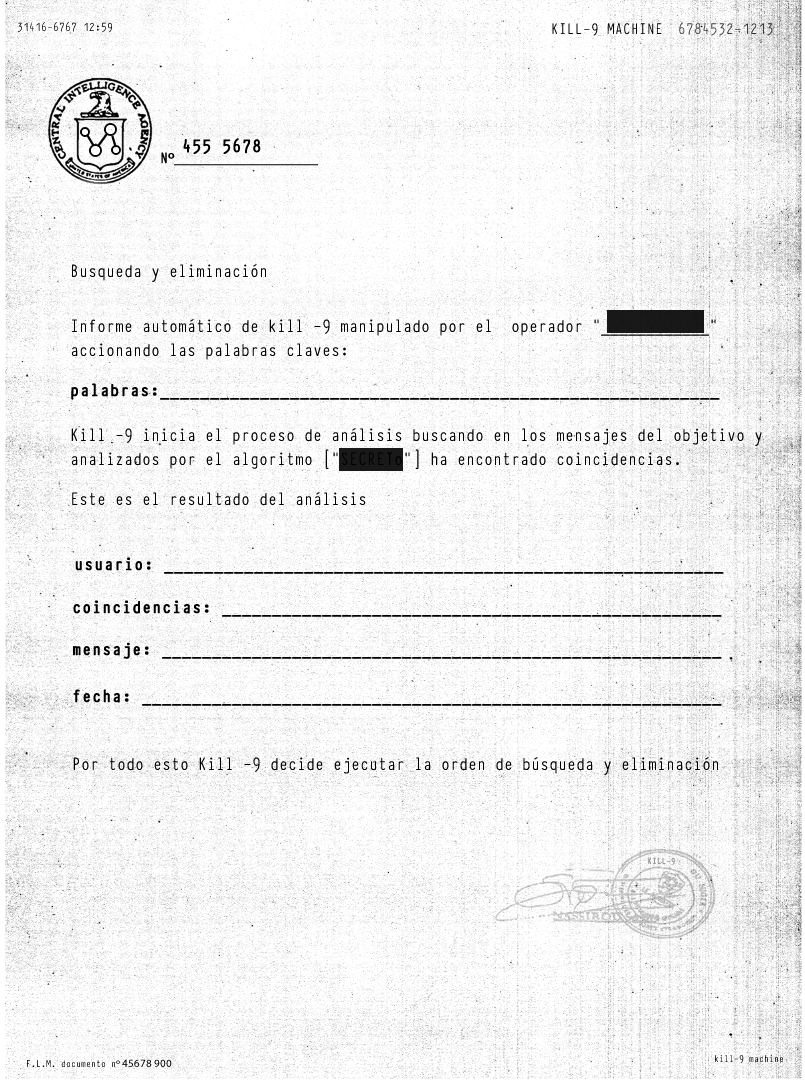 31416-6767 12:59
KILL-9 MACHINE 6784532-1213
CENTRAL INTELLIGENCE AGENCY
UNITED STATES OF AMERICA
Nº 455 5678
Busqueda y eliminación
Informe automático de kill -9 manipulado por el operador " "
accionando las palabras claves:
palabras:
Kill -9 inicia el proceso de análisis buscando en los mensajes del objetivo y
analizados por el algoritmo ["SECRETo"] ha encontrado coincidencias.
Este es el resultado del análisis
usuario:
coincidencias:
mensaje:
fecha:
Por todo esto Kill -9 decide ejecutar la orden de búsqueda y eliminación
KILL-9
F.L.M. documento nº 45678 900
kill-9 machine